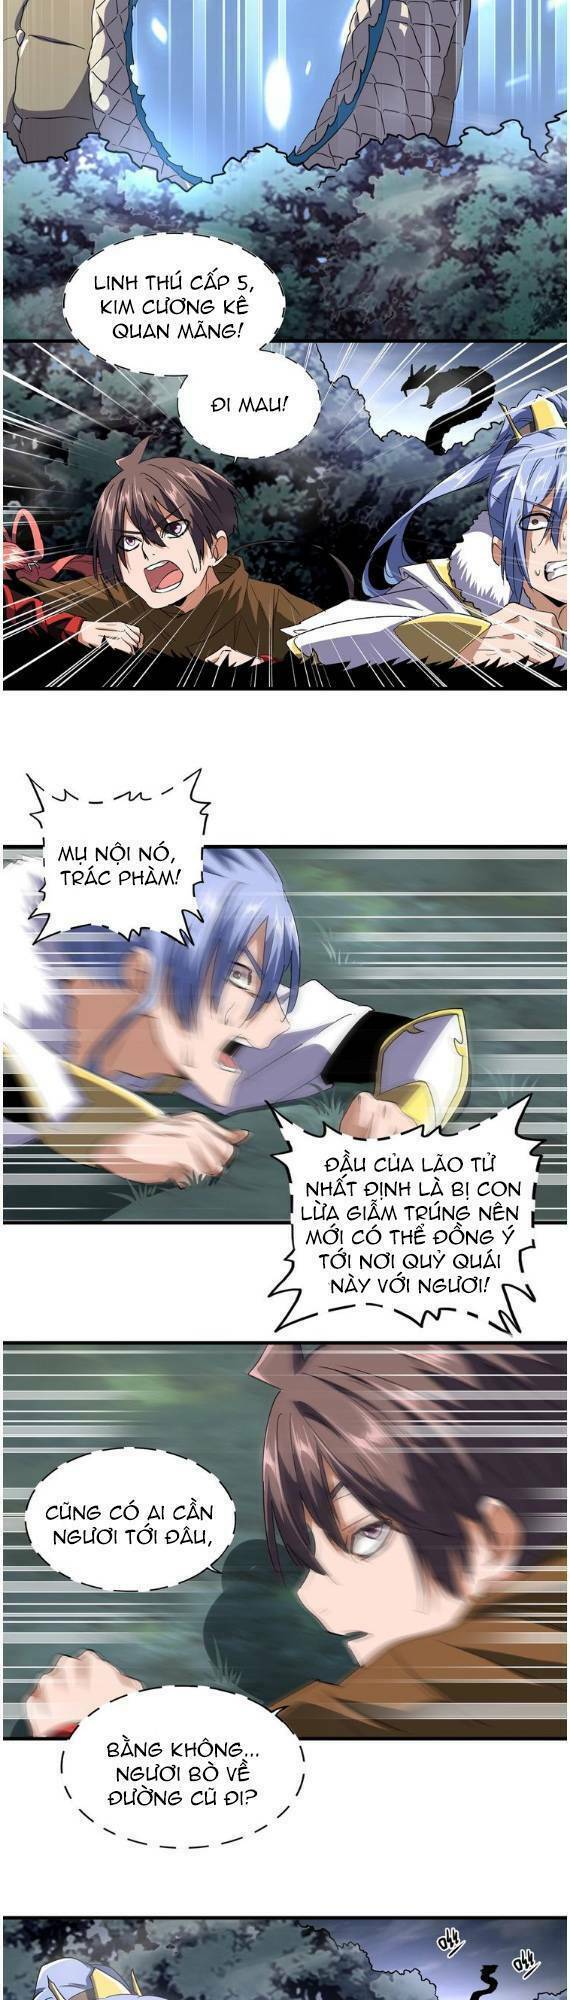 LINH THÚ CẤP 5,
KIM CƯƠNG KÊ
QUAN MÃNG!
ĐI MAU!
MỤ NỘI NÓ,
TRÁC PHÀM!
ĐẦU CỦA LÃO TỬ
NHẤT ĐỊNH LÀ BỊ CON
LỪA GIẪM TRÚNG NÊN
MỚI CÓ THỂ ĐỒNG Ý
TỚI NƠI QUỶ QUÁI
NÀY VỚI NGƯƠI!
CŨNG CÓ AI CẦN
NGƯƠI TỚI ĐÂU,
BẰNG KHÔNG...
NGƯƠI BÒ VỀ
ĐƯỜNG CŨ ĐI?